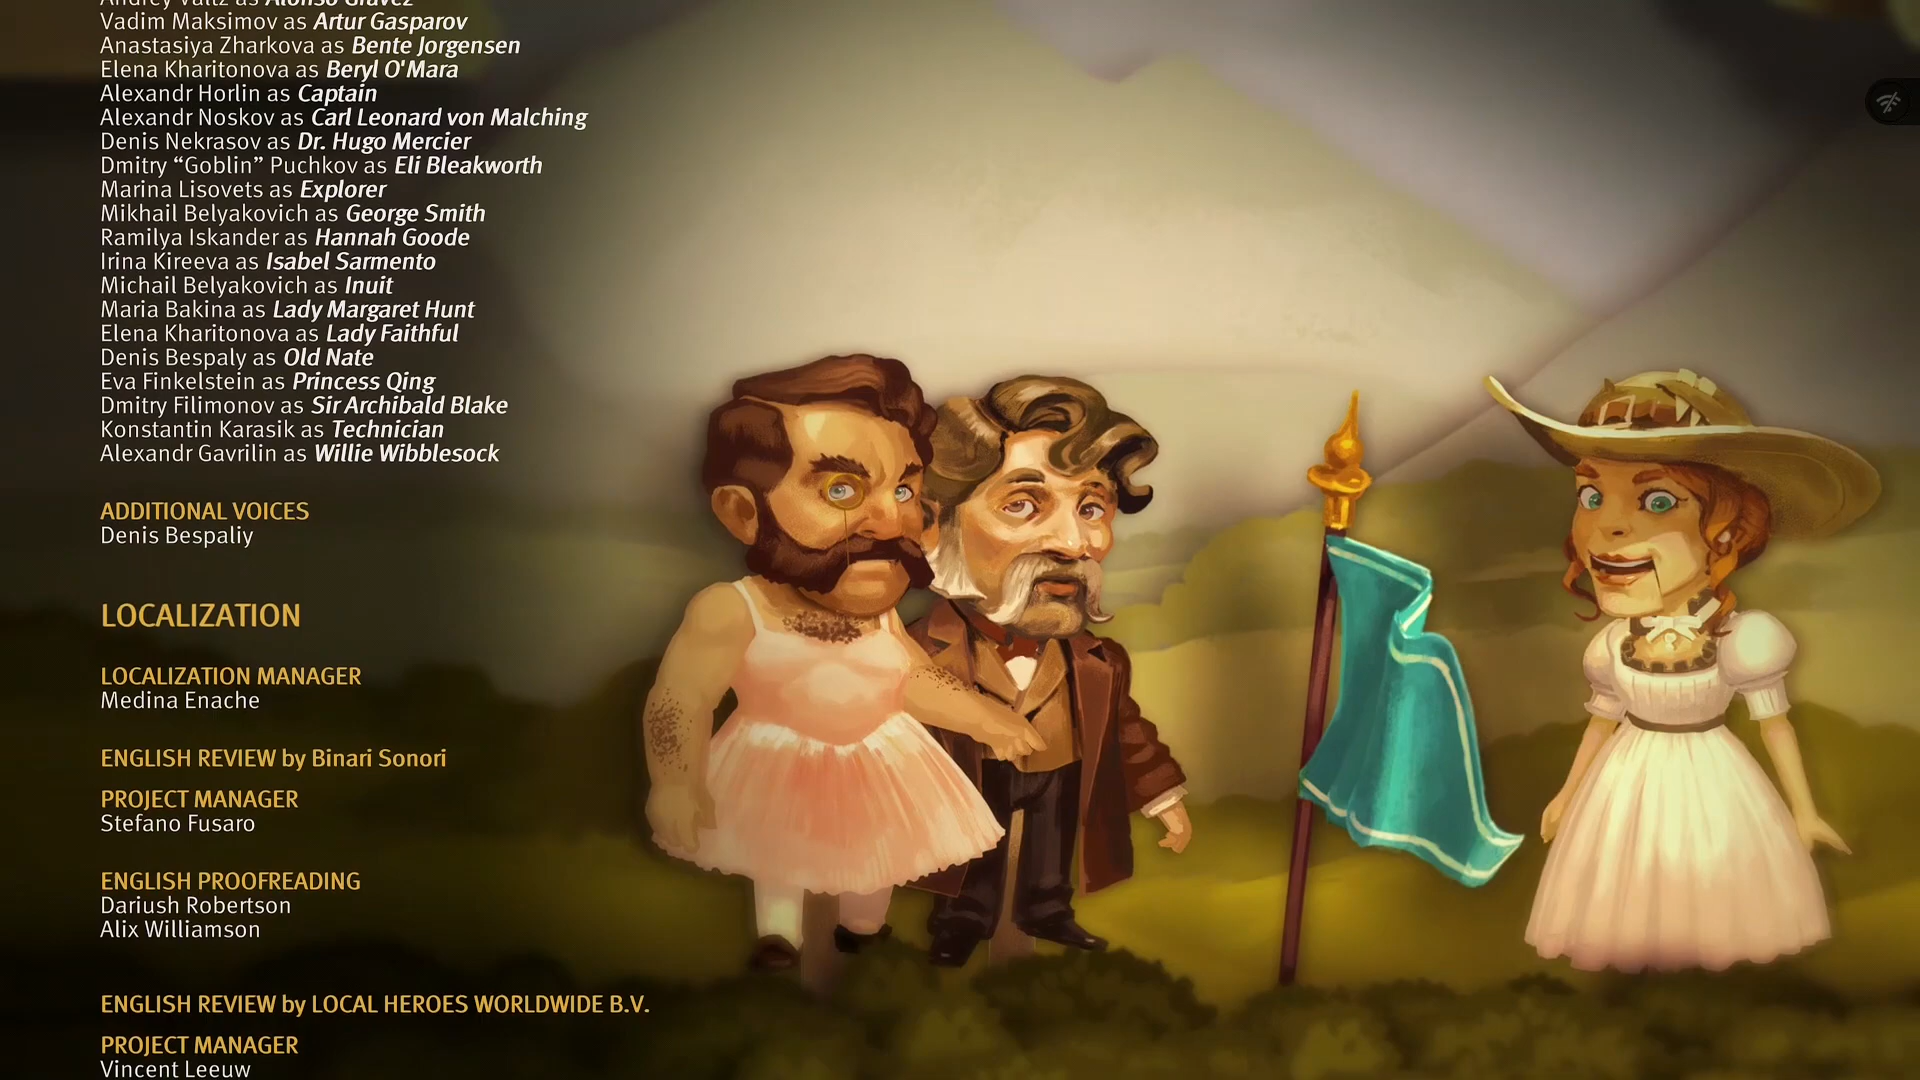 Andrey Valtz as Alonso Gravez
Vadim Maksimov as Artur Gasparov
Anastasiya Zharkova as Bente Jorgensen
Elena Kharitonova as Beryl O'Mara
Alexandr Horlin as Captain
Alexandr Noskov as Carl Leonard von Malching
Denis Nekrasov as Dr. Hugo Mercier
Dmitry “Goblin” Puchkov as Eli Bleakworth
Marina Lisovets as Explorer
Mikhail Belyakovich as George Smith
Ramilya Iskander as Hannah Goode
Irina Kireeva as Isabel Sarmento
Michail Belyakovich as Inuit
Maria Bakina as Lady Margaret Hunt
Elena Kharitonova as Lady Faithful
Denis Bespaly as Old Nate
Eva Finkelstein as Princess Qing
Dmitry Filimonov as Sir Archibald Blake
Konstantin Karasik as Technician
Alexandr Gavrilin as Willie Wibblesock
ADDITIONAL VOICES
Denis Bespaliy
LOCALIZATION
LOCALIZATION MANAGER
Medina Enache
ENGLISH REVIEW by Binari Sonori
PROJECT MANAGER
Stefano Fusaro
ENGLISH PROOFREADING
Dariush Robertson
Alix Williamson
ENGLISH REVIEW by LOCAL HEROES WORLDWIDE B.V.
PROJECT MANAGER
Vincent Leeuw